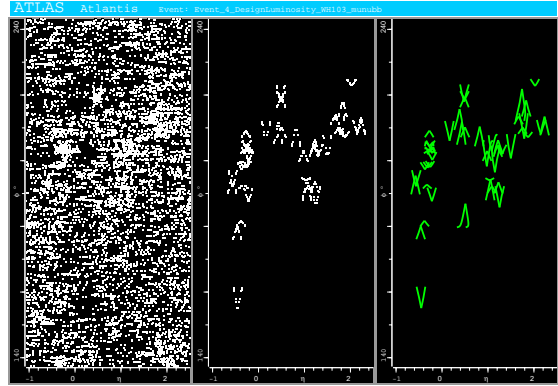 ATLAS Atlantis Event: Event_4_DesignLuminosity_WH103_munubb
240 240 240
0° 0° 0°
140 140 140
-1 0 η 2 -1 0 η 2 -1 0 η 2